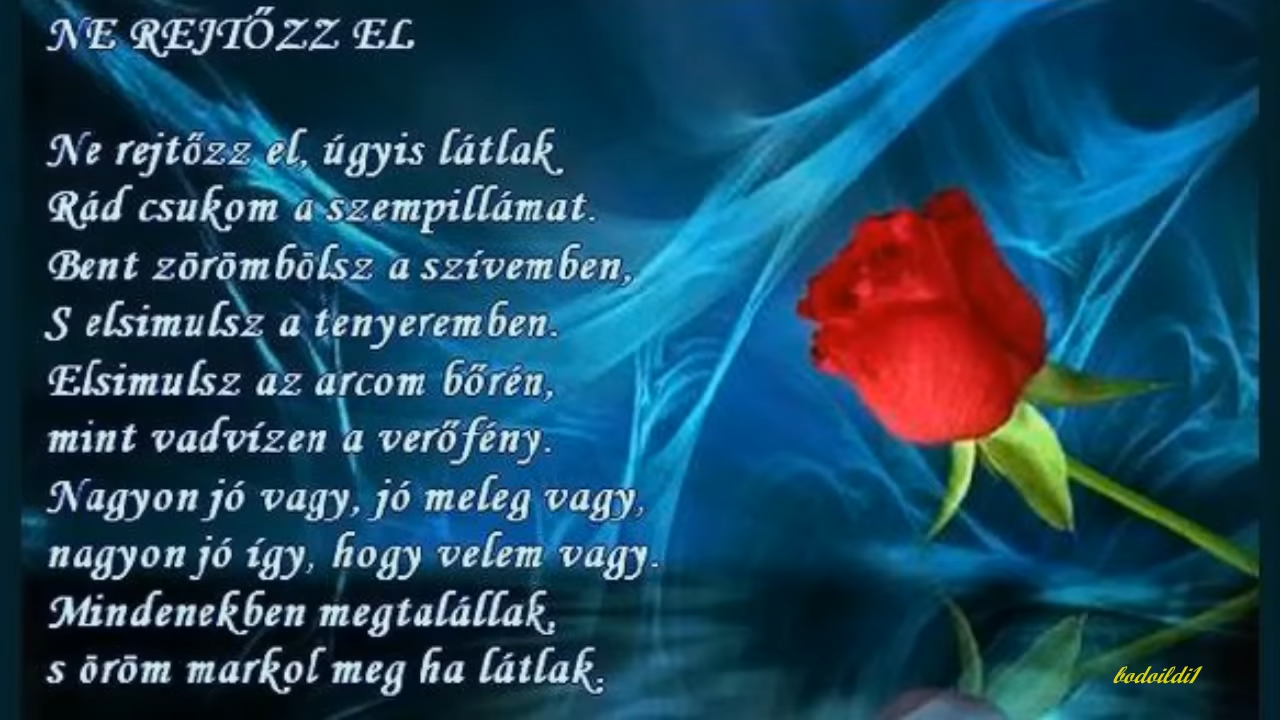 NE REJTŐZZ EL
Ne rejtőzz el, úgyis látlak
Rád csukom a szempillámat.
Bent zörömbölsz a szívemben,
S elsimulsz a tenyeremben.
Elsimulsz az arcom bőrén,
mint vadvízen a verőfény.
Nagyon jó vagy, jó meleg vagy,
nagyon jó így, hogy velem vagy.
Mindenekben megtalállak,
s öröm markol meg ha látlak.
bodoildi1